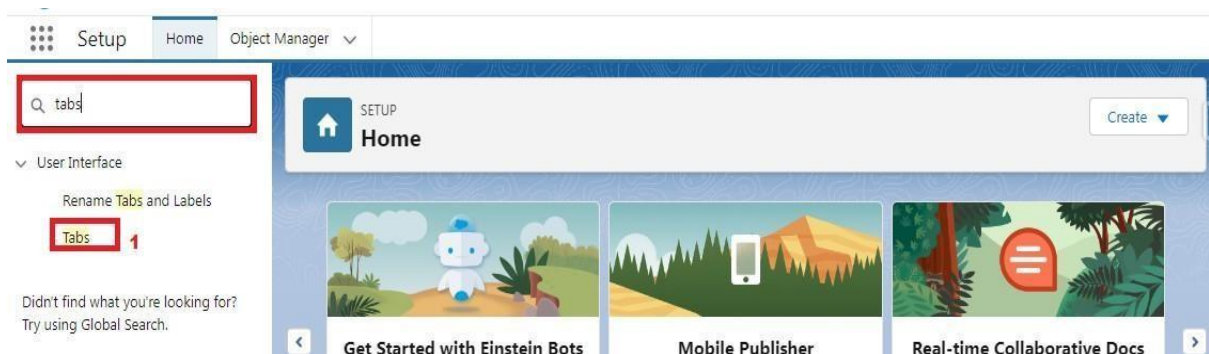 Setup
Home
Object Manager
tabs
User Interface
Rename Tabs and Labels
Tabs 1
Didn't find what you're looking for?
Try using Global Search.
SETUP
Home
Create
Get Started with Einstein Bots
Mobile Publisher
Real-time Collaborative Docs